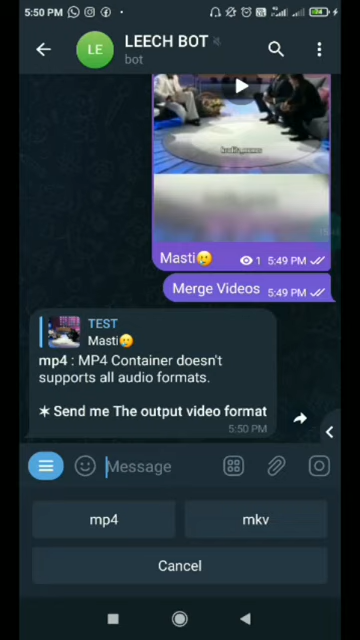 5:50 PM
LE
LEECH BOT
bot
Masti🥲
1 5:49 PM
Merge Videos 5:49 PM
TEST
Masti🥲
mp4 : MP4 Container doesn't
supports all audio formats.
✶ Send me The output video format
5:50 PM
Message
mp4
mkv
Cancel